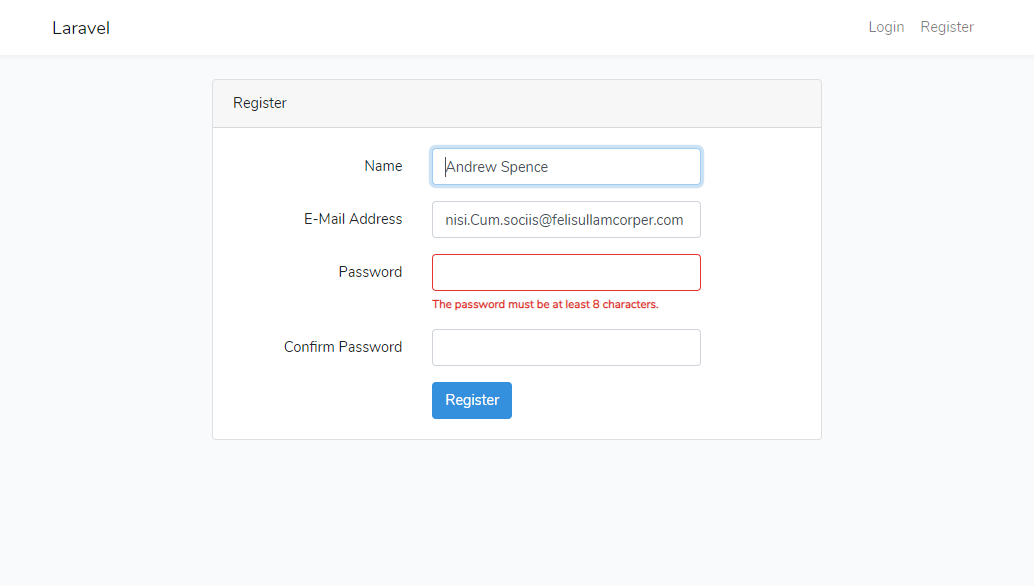 Laravel
Login Register
Register
Name Andrew Spence
E-Mail Address nisi.Cum.sociis@felisullamcorper.com
Password
The password must be at least 8 characters.
Confirm Password
Register